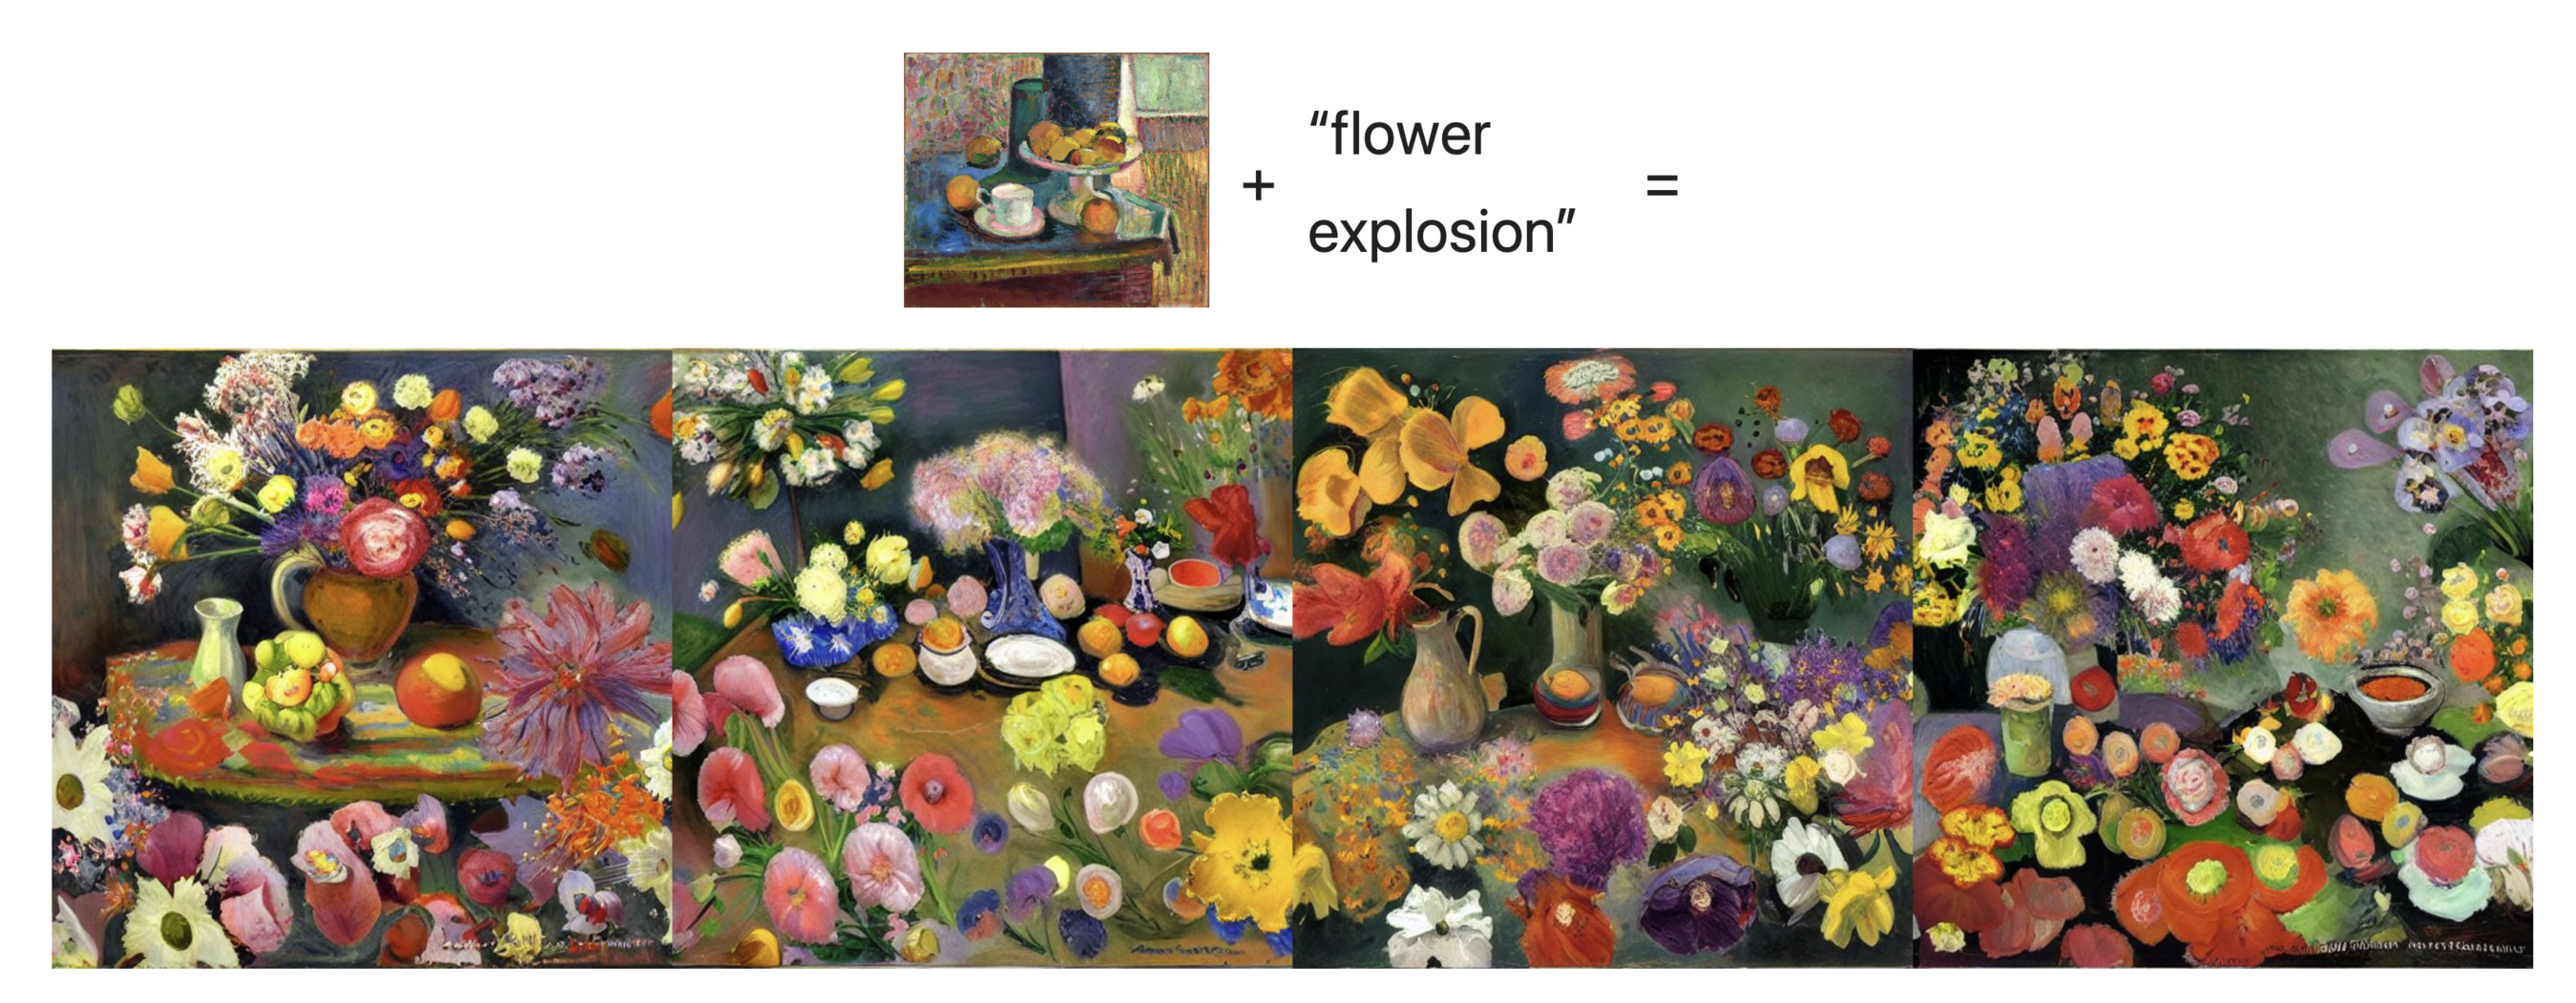 + “flower
explosion” =